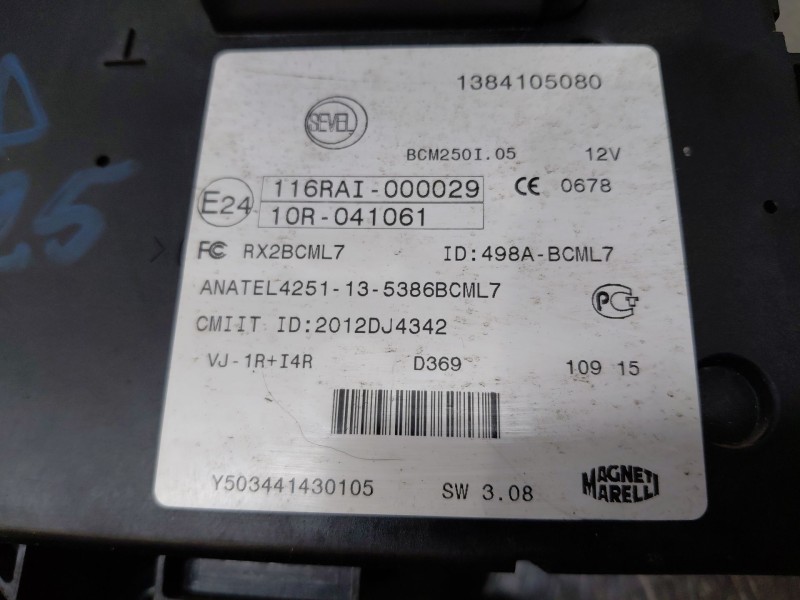 1384105080
SEVEL
BCM250I.05 12V
E24 116RAI-000029 CE 0678
10R-041061
FC RX2BCML7 ID:498A-BCML7
ANATEL4251-13-5386BCML7
CMIIT ID:2012DJ4342
VJ-1R+I4R D369 109 15
Y503441430105 SW 3.08
MAGNETI
MARELLI
25